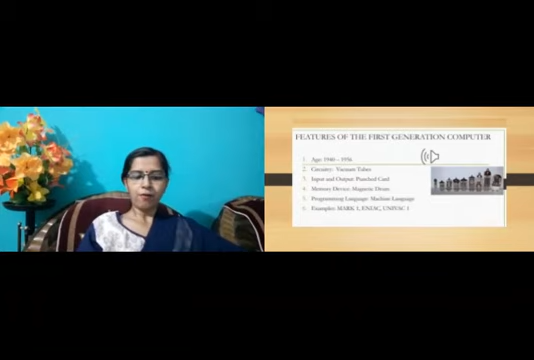 FEATURES OF THE FIRST GENERATION COMPUTER
1. Age: 1940 – 1956
2. Circuitry: Vacuum Tubes
3. Input and Output: Punched Card
4. Memory Device: Magnetic Drum
5. Programming Language: Machine Language
6. Examples: MARK 1, ENIAC, UNIVAC 1